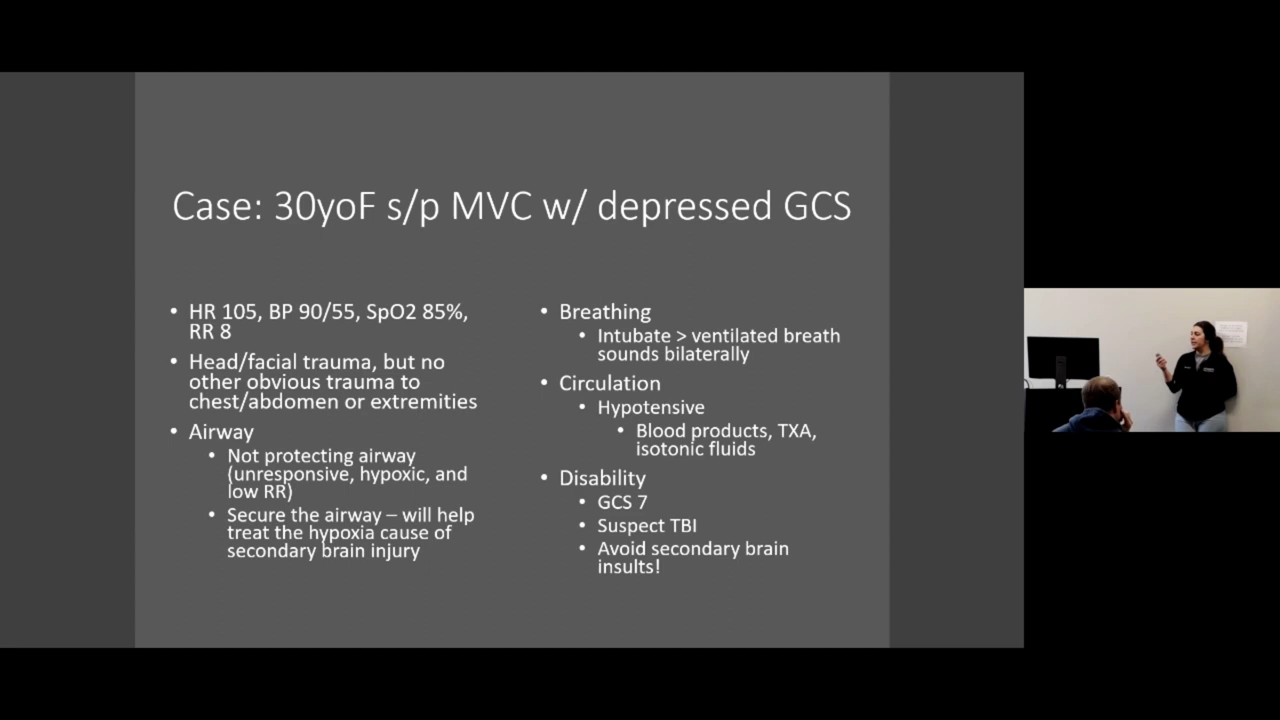 Case: 30yoF s/p MVC w/ depressed GCS
• HR 105, BP 90/55, SpO2 85%,
RR 8
• Head/facial trauma, but no
other obvious trauma to
chest/abdomen or extremities
• Airway
• Not protecting airway
(unresponsive, hypoxic, and
low RR)
• Secure the airway – will help
treat the hypoxia cause of
secondary brain injury
• Breathing
• Intubate > ventilated breath
sounds bilaterally
• Circulation
• Hypotensive
• Blood products, TXA,
isotonic fluids
• Disability
• GCS 7
• Suspect TBI
• Avoid secondary brain
insults!